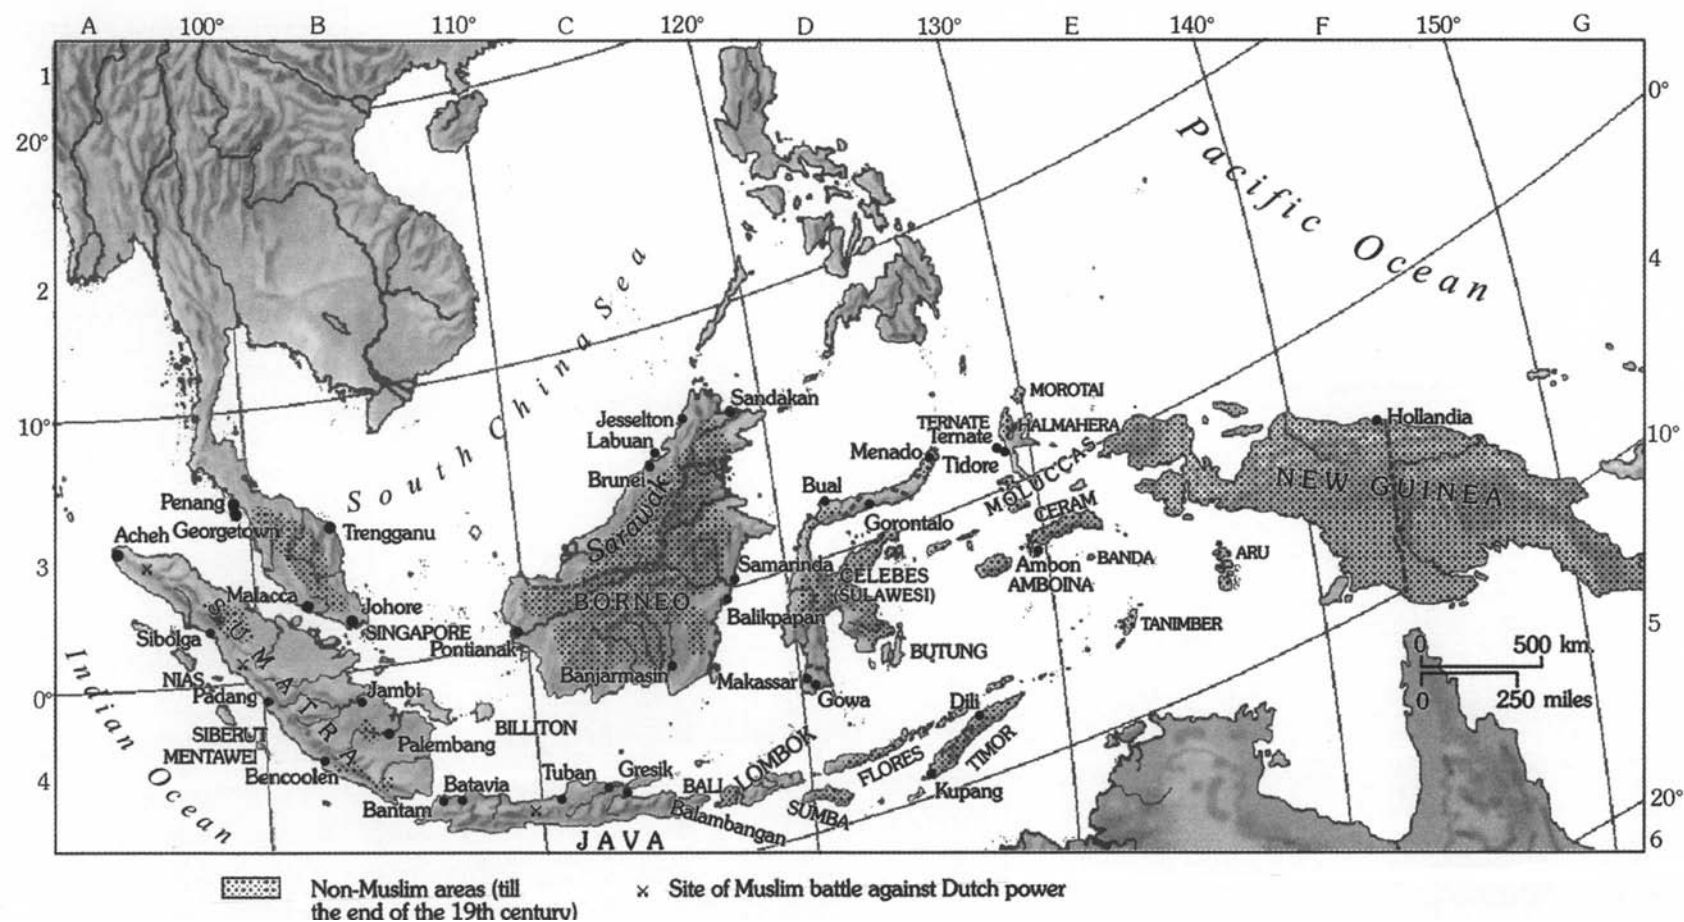 A 100° B 110° C 120° D 130° E 140° F 150° G
1
0°
20°
Pacific Ocean
4
2
South China Sea
MOROTAI
Sandakan
Jesselton
TERNATE
HALMAHERA
Hollandia
10°
Labuan
Ternate
10°
Menado
Tidore
Brunei
MOLUCCAS
NEW GUINEA
Bual
Penang
Sarawak
CERAM
Acheh
Georgetown
Trengganu
Gorontalo
Samarinda
Ambon
BANDA
ARU
3
CELEBES
AMBOINA
(SULAWESI)
Malacca
BORNEO
Johore
Balikpapan
TANIMBER
5
Sibolga
SINGAPORE
SUMATRA
Pontianak
BUTUNG
0 500 km.
Indian Ocean
NIAS
Banjarmasin
Makassar
0°
Padang
Jambi
Gowa
Dili
0 250 miles
SIBERUT
BILLITON
MENTAWEI
Palembang
LOMBOK
TIMOR
Bencoolen
Tuban
Gresik
FLORES
4
Batavia
BALI
Kupang
20°
Bantam
SUMBA
Balambangan
JAVA
6
Non-Muslim areas (till
the end of the 19th century)
× Site of Muslim battle against Dutch power